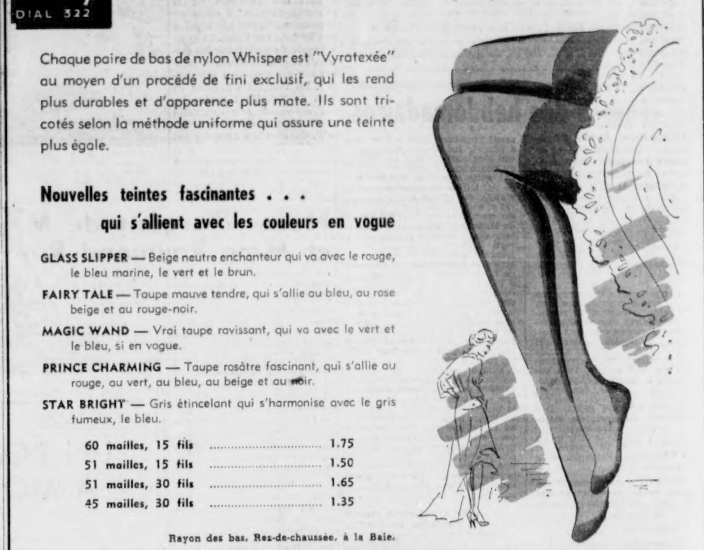 DIAL 322
Chaque paire de bas de nylon Whisper est "Vyratexée"
au moyen d'un procédé de fini exclusif, qui les rend
plus durables et d'apparence plus mate. Ils sont tri-
cotés selon la méthode uniforme qui assure une teinte
plus égale.
Nouvelles teintes fascinantes . . .
qui s'allient avec les couleurs en vogue
GLASS SLIPPER — Beige neutre enchanteur qui va avec le rouge,
le bleu marine, le vert et le brun.
FAIRY TALE — Taupe mauve tendre, qui s'allie au bleu, au rose
beige et au rouge-noir.
MAGIC WAND — Vrai taupe ravissant, qui va avec le vert et
le bleu, si en vogue.
PRINCE CHARMING — Taupe rosâtre fascinant, qui s'allie au
rouge, au vert, au bleu, au beige et au noir.
STAR BRIGHT — Gris étincelant qui s'harmonise avec le gris
fumeux, le bleu.
60 mailles, 15 fils ........................ 1.75
51 mailles, 15 fils ........................ 1.50
51 mailles, 30 fils ........................ 1.65
45 mailles, 30 fils ........................ 1.35
Rayon des bas, Rez-de-chaussée, à la Baie.